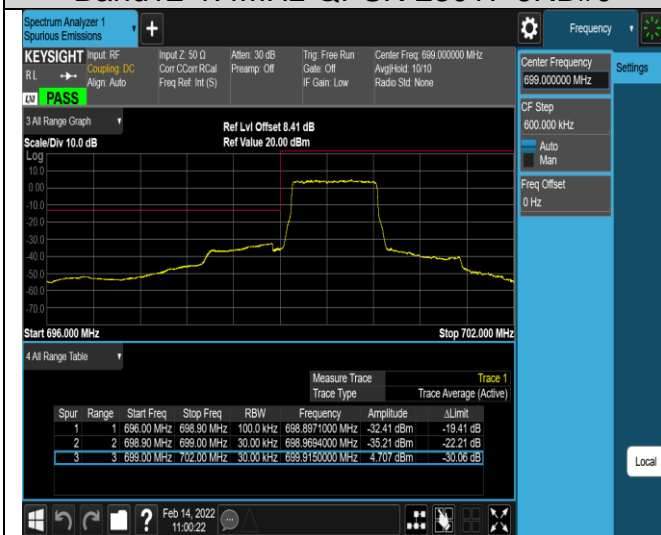 Spectrum Analyzer 1
Spurious Emissions
Frequency
KEYSIGHT Input: RF
R L
Coupling: DC
Align: Auto
Input Z: 50 Ω
Corr CCorr RCal
Freq Ref: Int (S)
Atten: 30 dB
Preamp: Off
Trig: Free Run
Gate: Off
IF Gain: Low
Center Freq: 699.000000 MHz
Avg|Hold: 10/10
Radio Std: None
PASS
Center Frequency
699.000000 MHz
Settings
CF Step
600.000 kHz
Auto
Man
Freq Offset
0 Hz
3 All Range Graph
Scale/Div 10.0 dB
Ref Lvl Offset 8.41 dB
Ref Value 20.00 dBm
Log
10.0
0.00
-10.0
-20.0
-30.0
-40.0
-50.0
-60.0
-70.0
Start 696.000 MHz
Stop 702.000 MHz
4 All Range Table
Measure Trace Trace 1
Trace Type Trace Average (Active)
Spur Range Start Freq Stop Freq RBW Frequency Amplitude ΔLimit
1 1 696.00 MHz 698.90 MHz 100.0 kHz 698.8971000 MHz -32.41 dBm -19.41 dB
2 2 698.90 MHz 699.00 MHz 30.00 kHz 698.9694000 MHz -35.21 dBm -22.21 dB
3 3 699.00 MHz 702.00 MHz 30.00 kHz 699.9150000 MHz 4.707 dBm -30.06 dB
Local
Feb 14, 2022
11:00:22